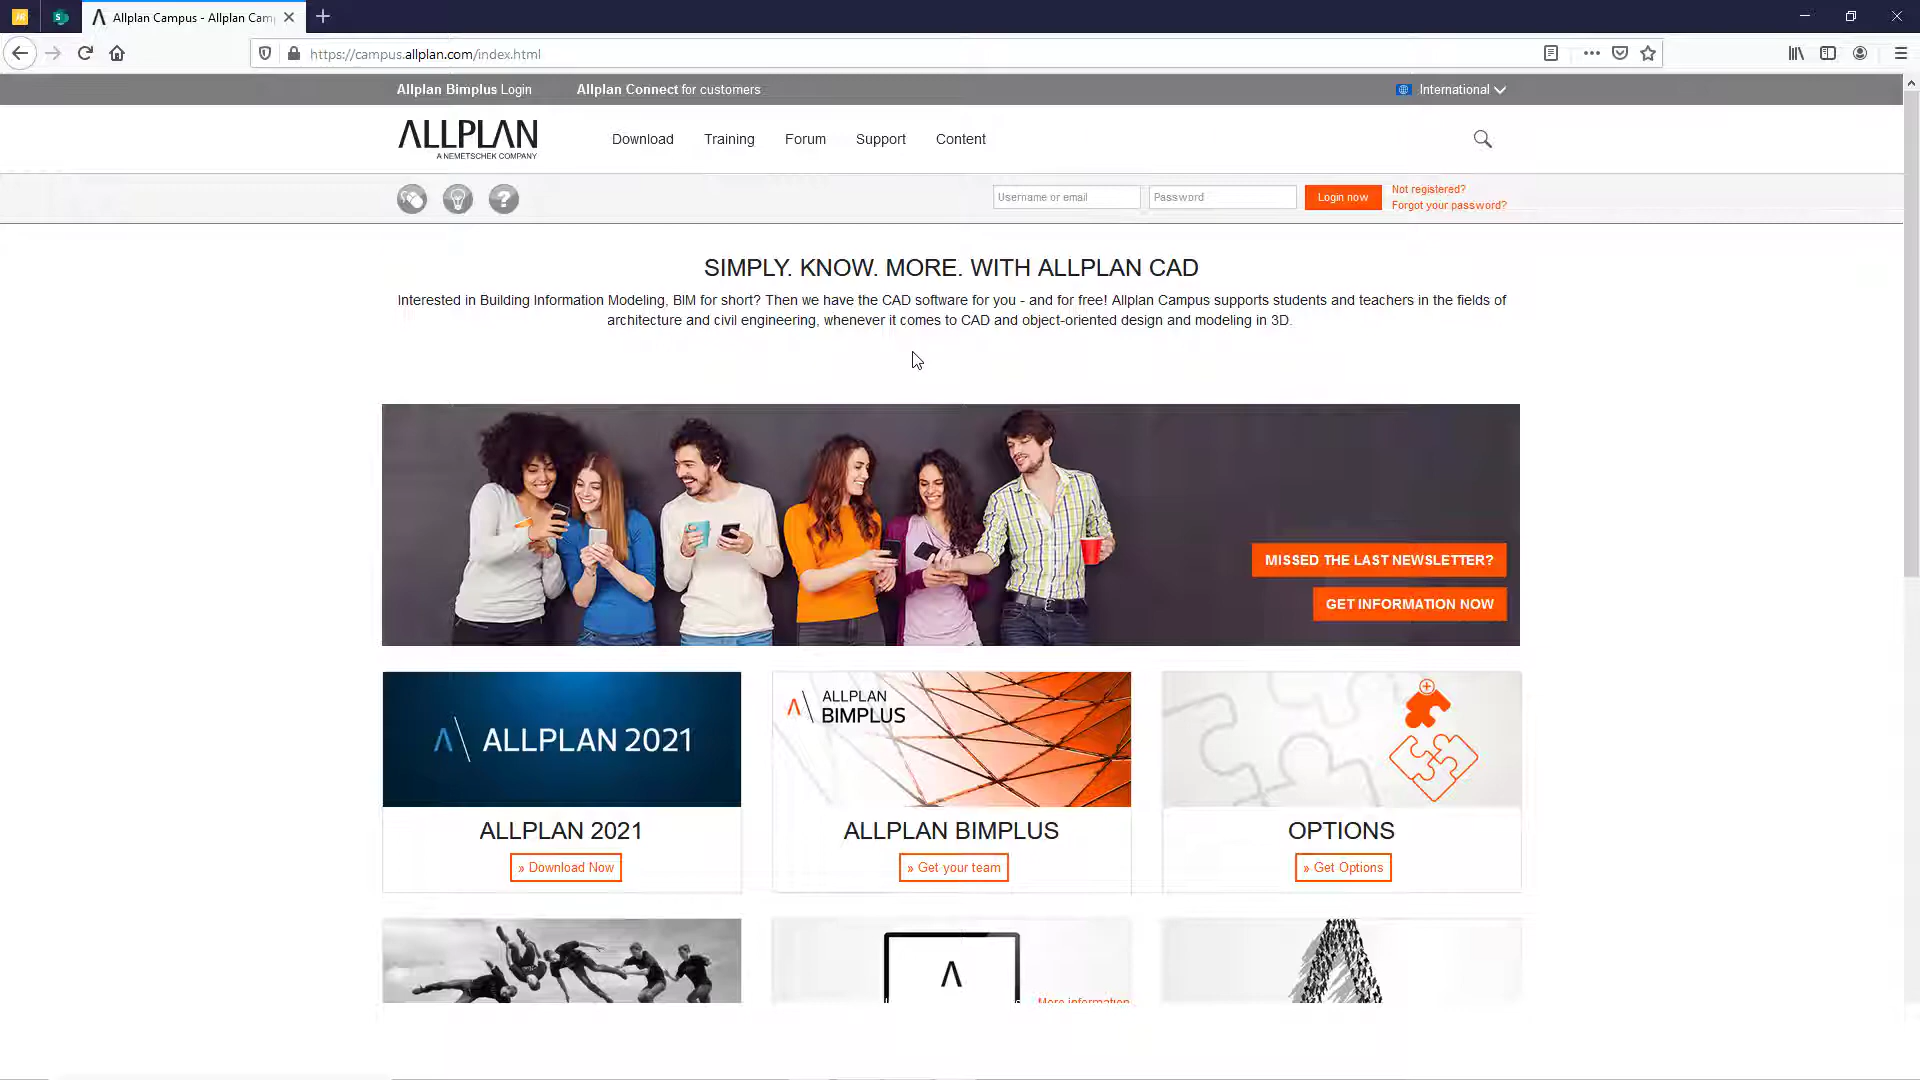 Allplan Campus - Allplan Cam
https://campus.allplan.com/index.html
Allplan Bimplus Login
Allplan Connect for customers
International
ALLPLAN
A NEMETSCHEK COMPANY
Download
Training
Forum
Support
Content
Username or email
Password
Login now
Not registered?
Forgot your password?
SIMPLY. KNOW. MORE. WITH ALLPLAN CAD
Interested in Building Information Modeling, BIM for short? Then we have the CAD software for you - and for free! Allplan Campus supports students and teachers in the fields of
architecture and civil engineering, whenever it comes to CAD and object-oriented design and modeling in 3D.
MISSED THE LAST NEWSLETTER?
GET INFORMATION NOW
ALLPLAN 2021
ALLPLAN
BIMPLUS
ALLPLAN 2021
ALLPLAN BIMPLUS
OPTIONS
» Download Now
» Get your team
» Get Options
More information